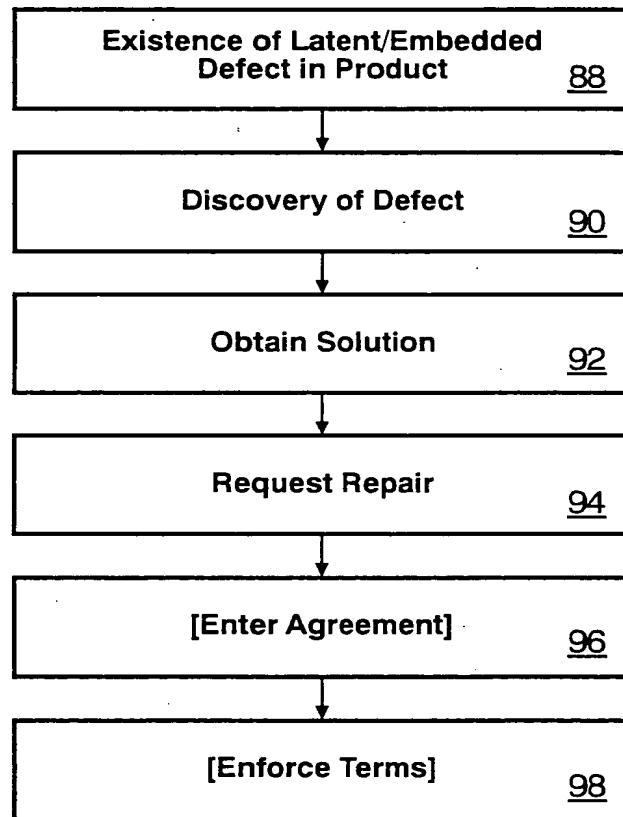 Existence of Latent/Embedded
Defect in Product
88
Discovery of Defect
90
Obtain Solution
92
Request Repair
94
[Enter Agreement]
96
[Enforce Terms]
98